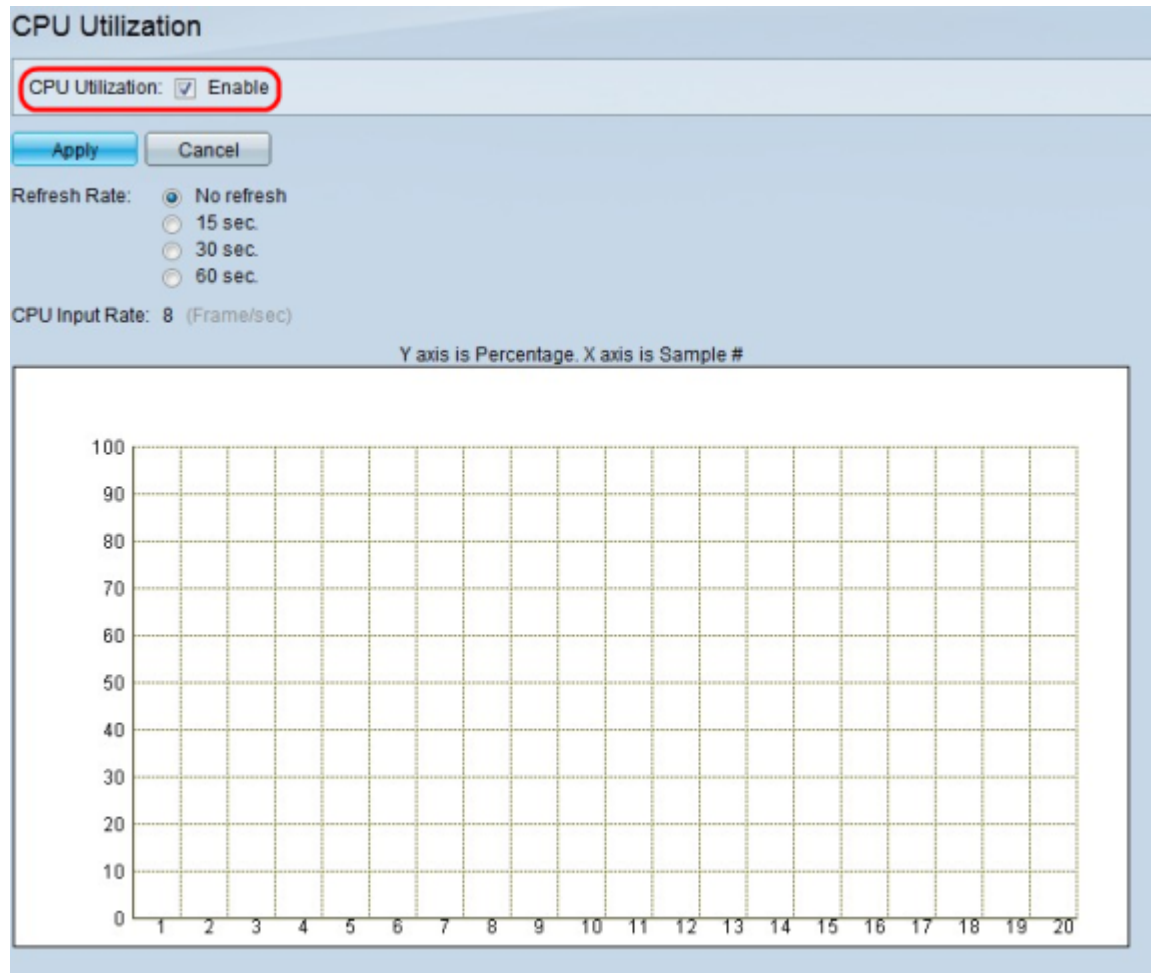 CPU Utilization
CPU Utilization: Enable
Apply Cancel
Refresh Rate: No refresh
15 sec.
30 sec.
60 sec.
CPU Input Rate: 8 (Frame/sec)
Y axis is Percentage. X axis is Sample #
100
90
80
70
60
50
40
30
20
10
0
1 2 3 4 5 6 7 8 9 10 11 12 13 14 15 16 17 18 19 20